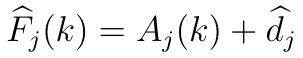 $\widehat{F}_j(k) = A_j(k) + \widehat{d}_j$